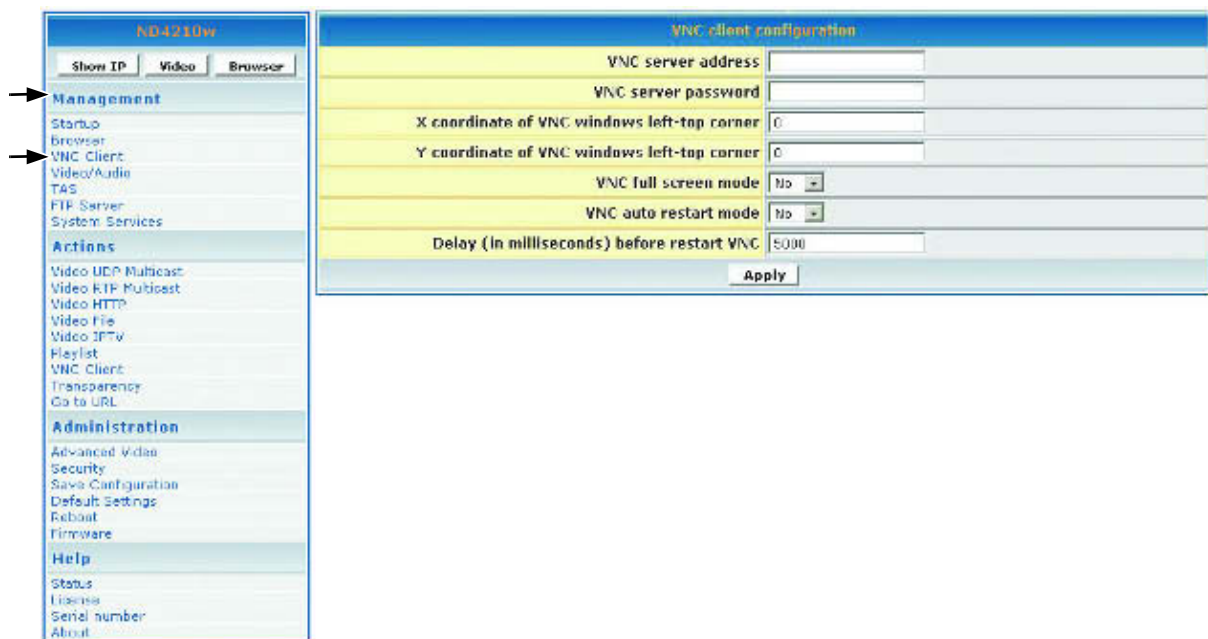 ND4210w
Show IP Video Browser
Management
Startup
Browser
VNC Client
Video/Audio
TAS
FTP Server
System Services
Actions
Video UDP Multicast
Video RTP Multicast
Video HTTP
Video File
Video IPTV
Playlist
VNC Client
Transparency
Go to URL
Administration
Advanced Video
Security
Save Configuration
Default Settings
Reboot
Firmware
Help
Status
License
Serial number
About
VNC client configuration
VNC server address
VNC server password
X coordinate of VNC windows left-top corner 0
Y coordinate of VNC windows left-top corner 0
VNC full screen mode No
VNC auto restart mode No
Delay (in milliseconds) before restart VNC 5000
Apply